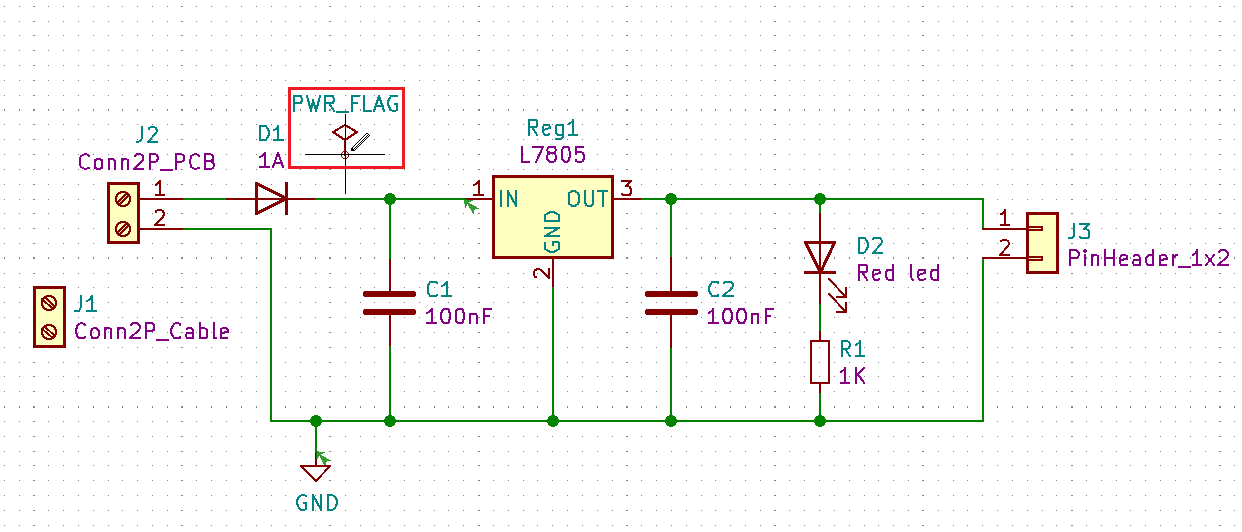 PWR_FLAG
J2
Conn2P_PCB
1
2
D1
1A
Reg1
L7805
1
IN
OUT
3
GND
2
J1
Conn2P_Cable
C1
100nF
C2
100nF
D2
Red led
R1
1K
1
2
J3
PinHeader_1x2
GND